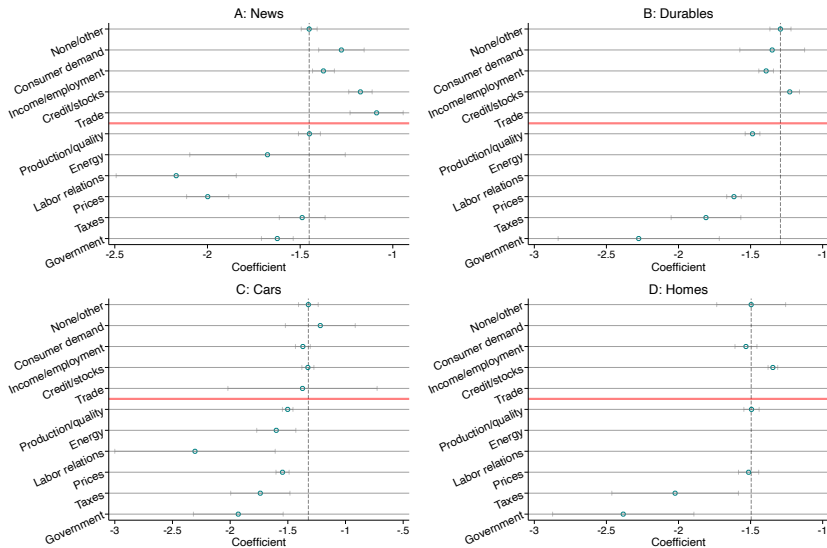 A: News
None/other
Consumer demand
Income/employment
Credit/stocks
Trade
Production/quality
Energy
Labor relations
Prices
Taxes
Government
-2.5 -2 -1.5 -1
Coefficient
B: Durables
None/other
Consumer demand
Income/employment
Credit/stocks
Trade
Production/quality
Energy
Labor relations
Prices
Taxes
Government
-3 -2.5 -2 -1.5 -1
Coefficient
C: Cars
None/other
Consumer demand
Income/employment
Credit/stocks
Trade
Production/quality
Energy
Labor relations
Prices
Taxes
Government
-3 -2.5 -2 -1.5 -1 -.5
Coefficient
D: Homes
None/other
Consumer demand
Income/employment
Credit/stocks
Trade
Production/quality
Energy
Labor relations
Prices
Taxes
Government
-3 -2.5 -2 -1.5 -1
Coefficient